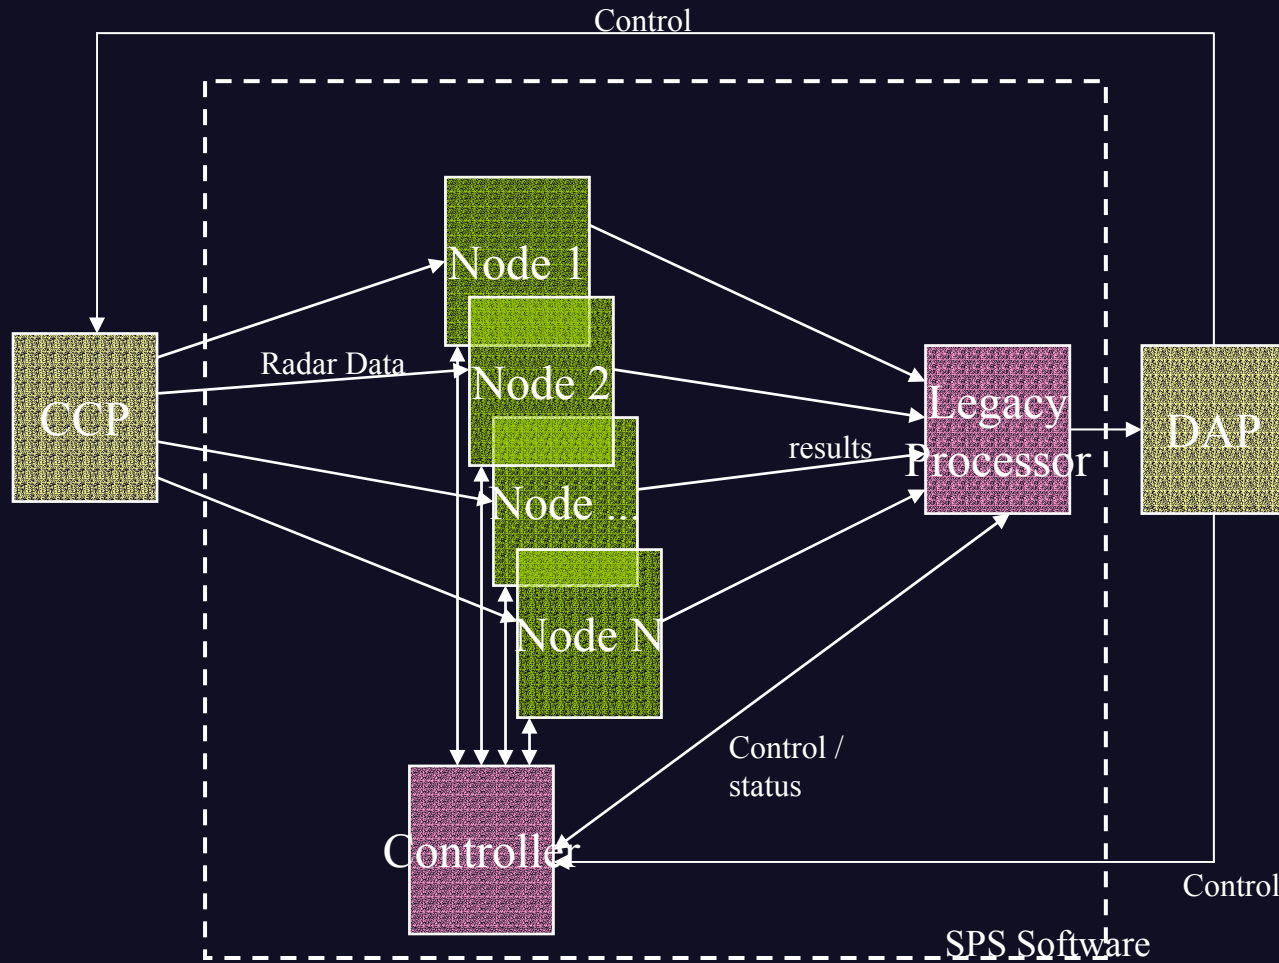 Control
Node 1
Radar Data
Node 2
CCP
Legacy
Processor
DAP
results
Node ...
Node N
Control /
status
Controller
Control
SPS Software